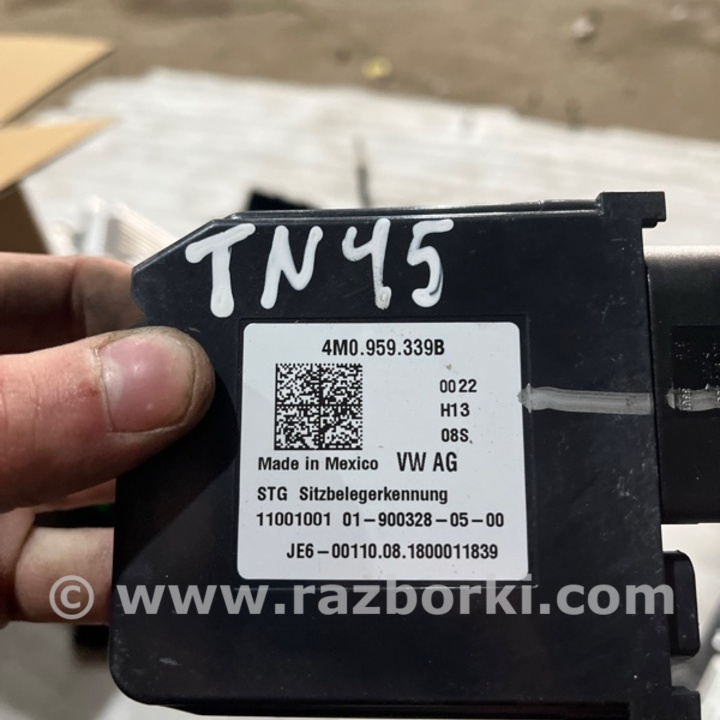 TN45
4M0.959.339B
0022
H13
08S
Made in Mexico VW AG
STG Sitzbelegerkennung
11001001 01-900328-05-00
JE6-00110.08.1800011839
© www.razborki.com